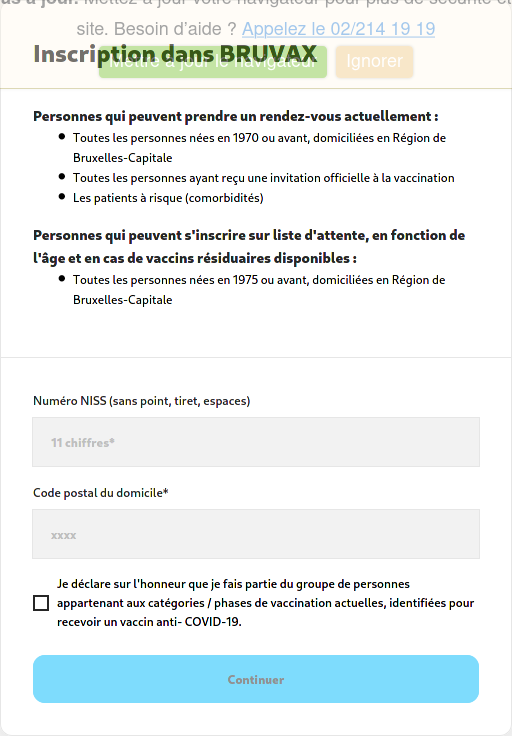 us à jour. Mettez à jour votre navigateur pour plus de sécurité et
site. Besoin d'aide ? Appelez le 02/214 19 19
Inscription dans BRUVAX
Mettre à jour le navigateur Ignorer
Personnes qui peuvent prendre un rendez-vous actuellement :
Toutes les personnes nées en 1970 ou avant, domiciliées en Région de
Bruxelles-Capitale
Toutes les personnes ayant reçu une invitation officielle à la vaccination
Les patients à risque (comorbidités)
Personnes qui peuvent s'inscrire sur liste d'attente, en fonction de
l'âge et en cas de vaccins résiduaires disponibles :
Toutes les personnes nées en 1975 ou avant, domiciliées en Région de
Bruxelles-Capitale
Numéro NISS (sans point, tiret, espaces)
11 chiffres*
Code postal du domicile*
xxxx
Je déclare sur l'honneur que je fais partie du groupe de personnes
appartenant aux catégories / phases de vaccination actuelles, identifiées pour
recevoir un vaccin anti- COVID-19.
Continuer